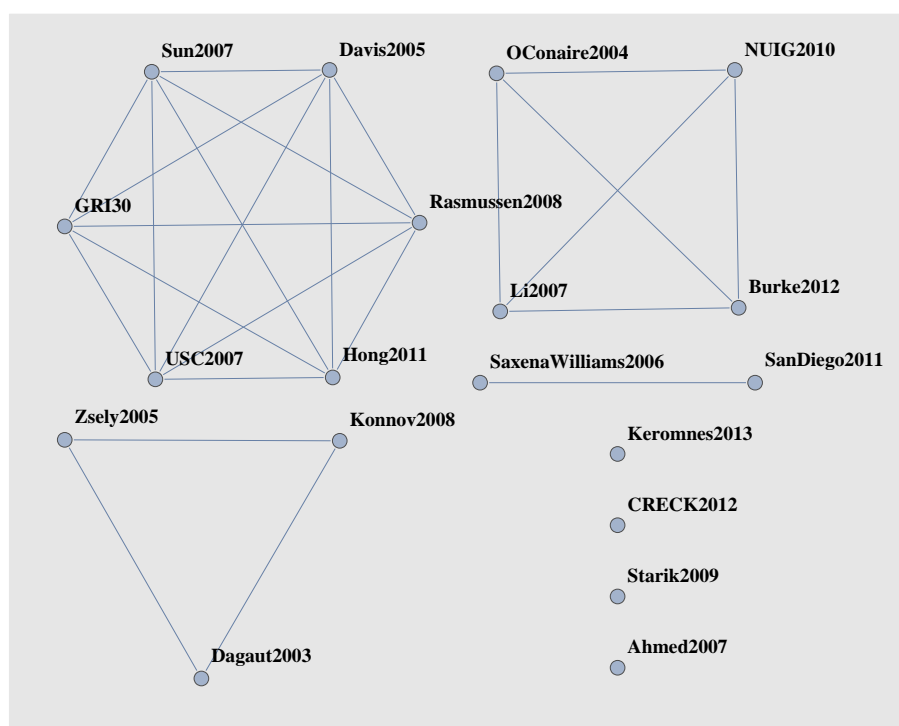 Sun2007
Davis2005
OConaire2004
NUIG2010
GRI30
Rasmussen2008
Li2007
Burke2012
USC2007
Hong2011
SaxenaWilliams2006
SanDiego2011
Zsely2005
Konnov2008
Keromnes2013
CRECK2012
Starik2009
Dagaut2003
Ahmed2007